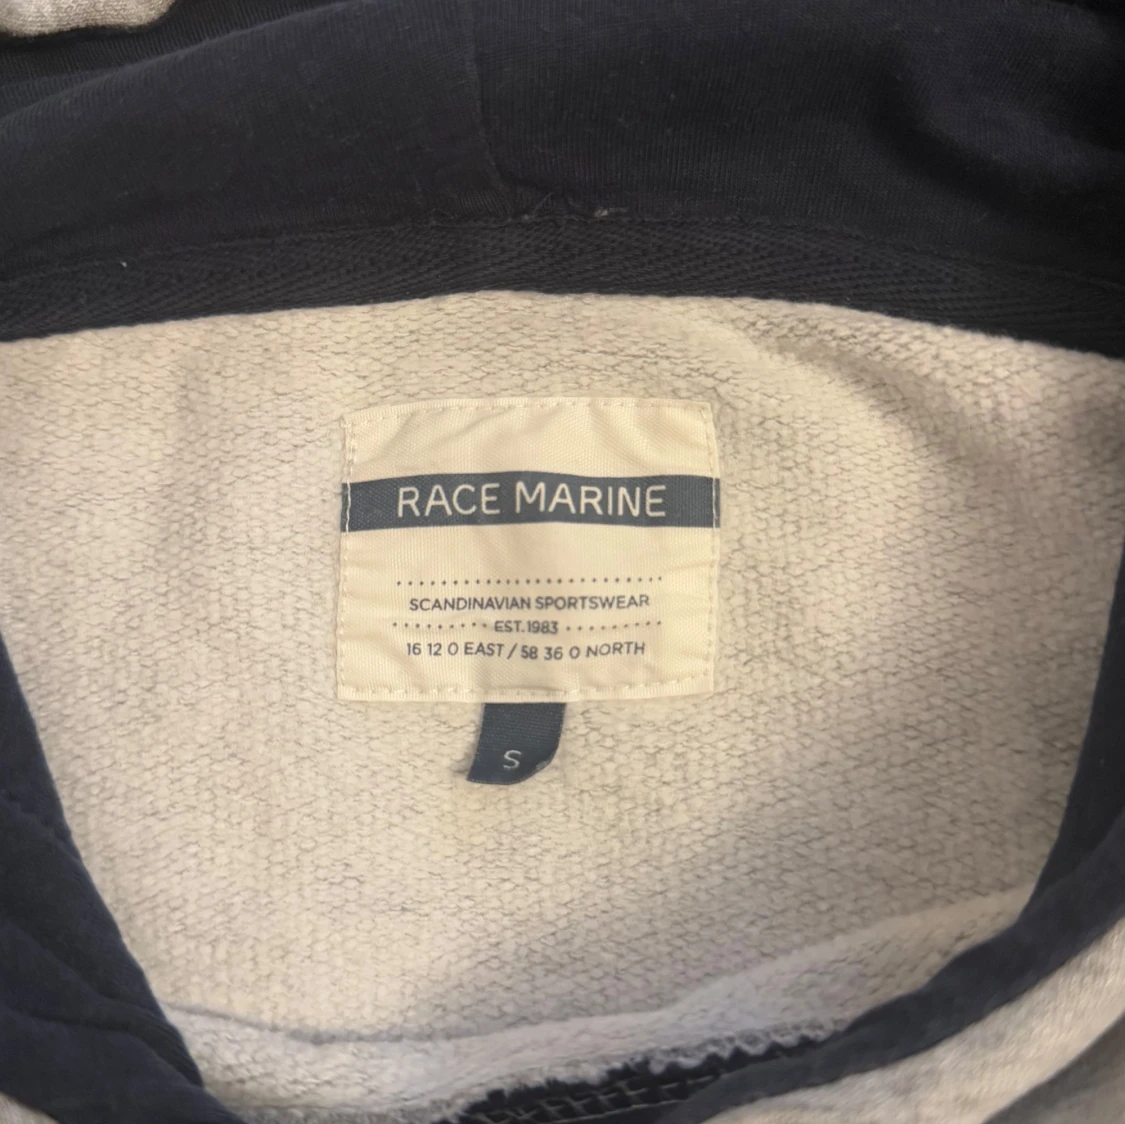 RACE MARINE
SCANDINAVIAN SPORTSWEAR
EST.1983
16 12 0 EAST / 58 36 0 NORTH
S